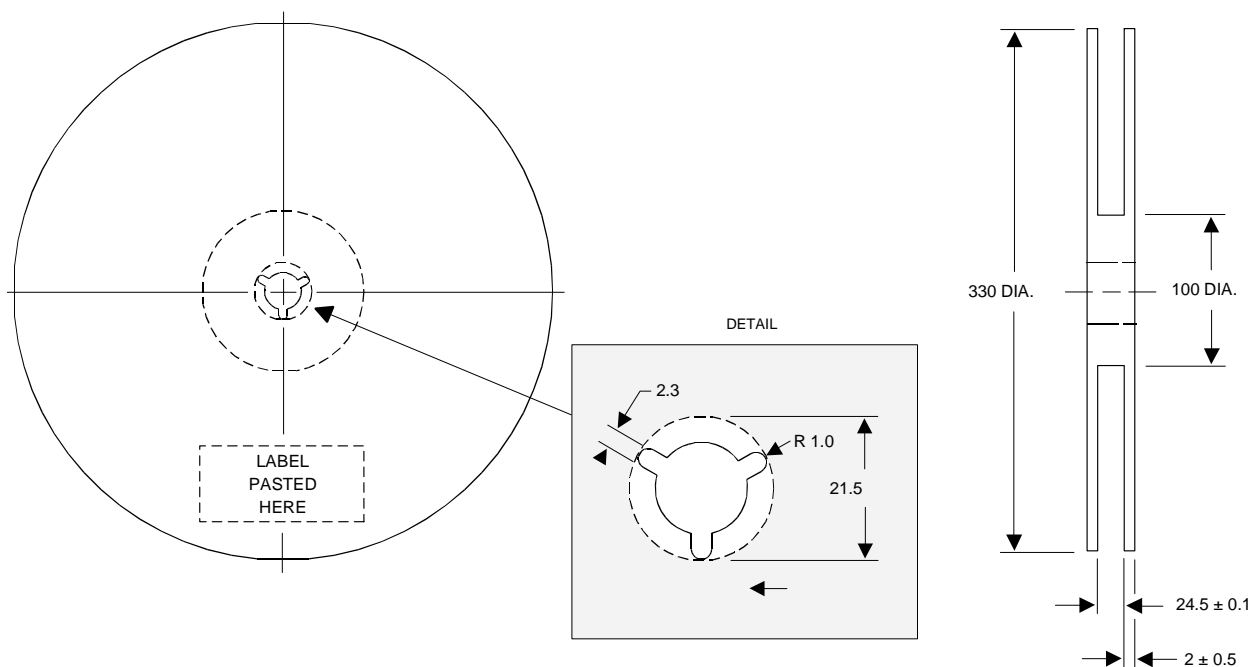 330 DIA.
100 DIA.
DETAIL
2.3
R 1.0
21.5
LABEL
PASTED
HERE
24.5 ± 0.1
2 ± 0.5